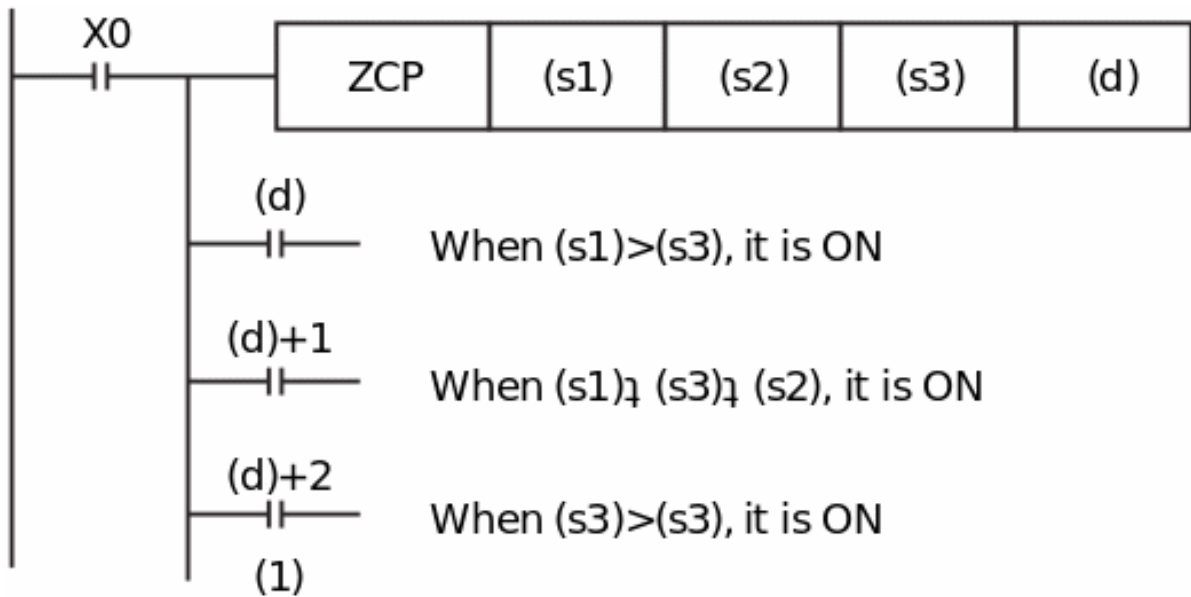 X0
ZCP (s1) (s2) (s3) (d)
(d)
When (s1)>(s3), it is ON
(d)+1
When (s1)ʇ (s3)ʇ (s2), it is ON
(d)+2
When (s3)>(s3), it is ON
(1)